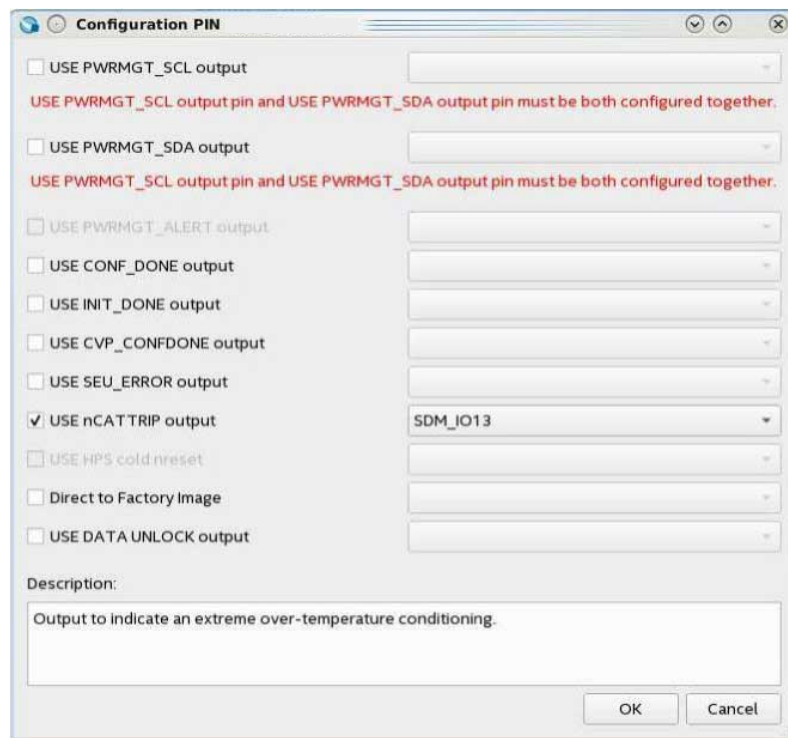 Configuration PIN
USE PWRMGT_SCL output
USE PWRMGT_SCL output pin and USE PWRMGT_SDA output pin must be both configured together.
USE PWRMGT_SDA output
USE PWRMGT_SCL output pin and USE PWRMGT_SDA output pin must be both configured together.
USE PWRMGT_ALERT output
USE CONF_DONE output
USE INIT_DONE output
USE CVP_CONFDONE output
USE SEU_ERROR output
USE nCATTRIP output SDM_IO13
USE HPS cold nreset
Direct to Factory Image
USE DATA UNLOCK output
Description:
Output to indicate an extreme over-temperature conditioning.
OK Cancel